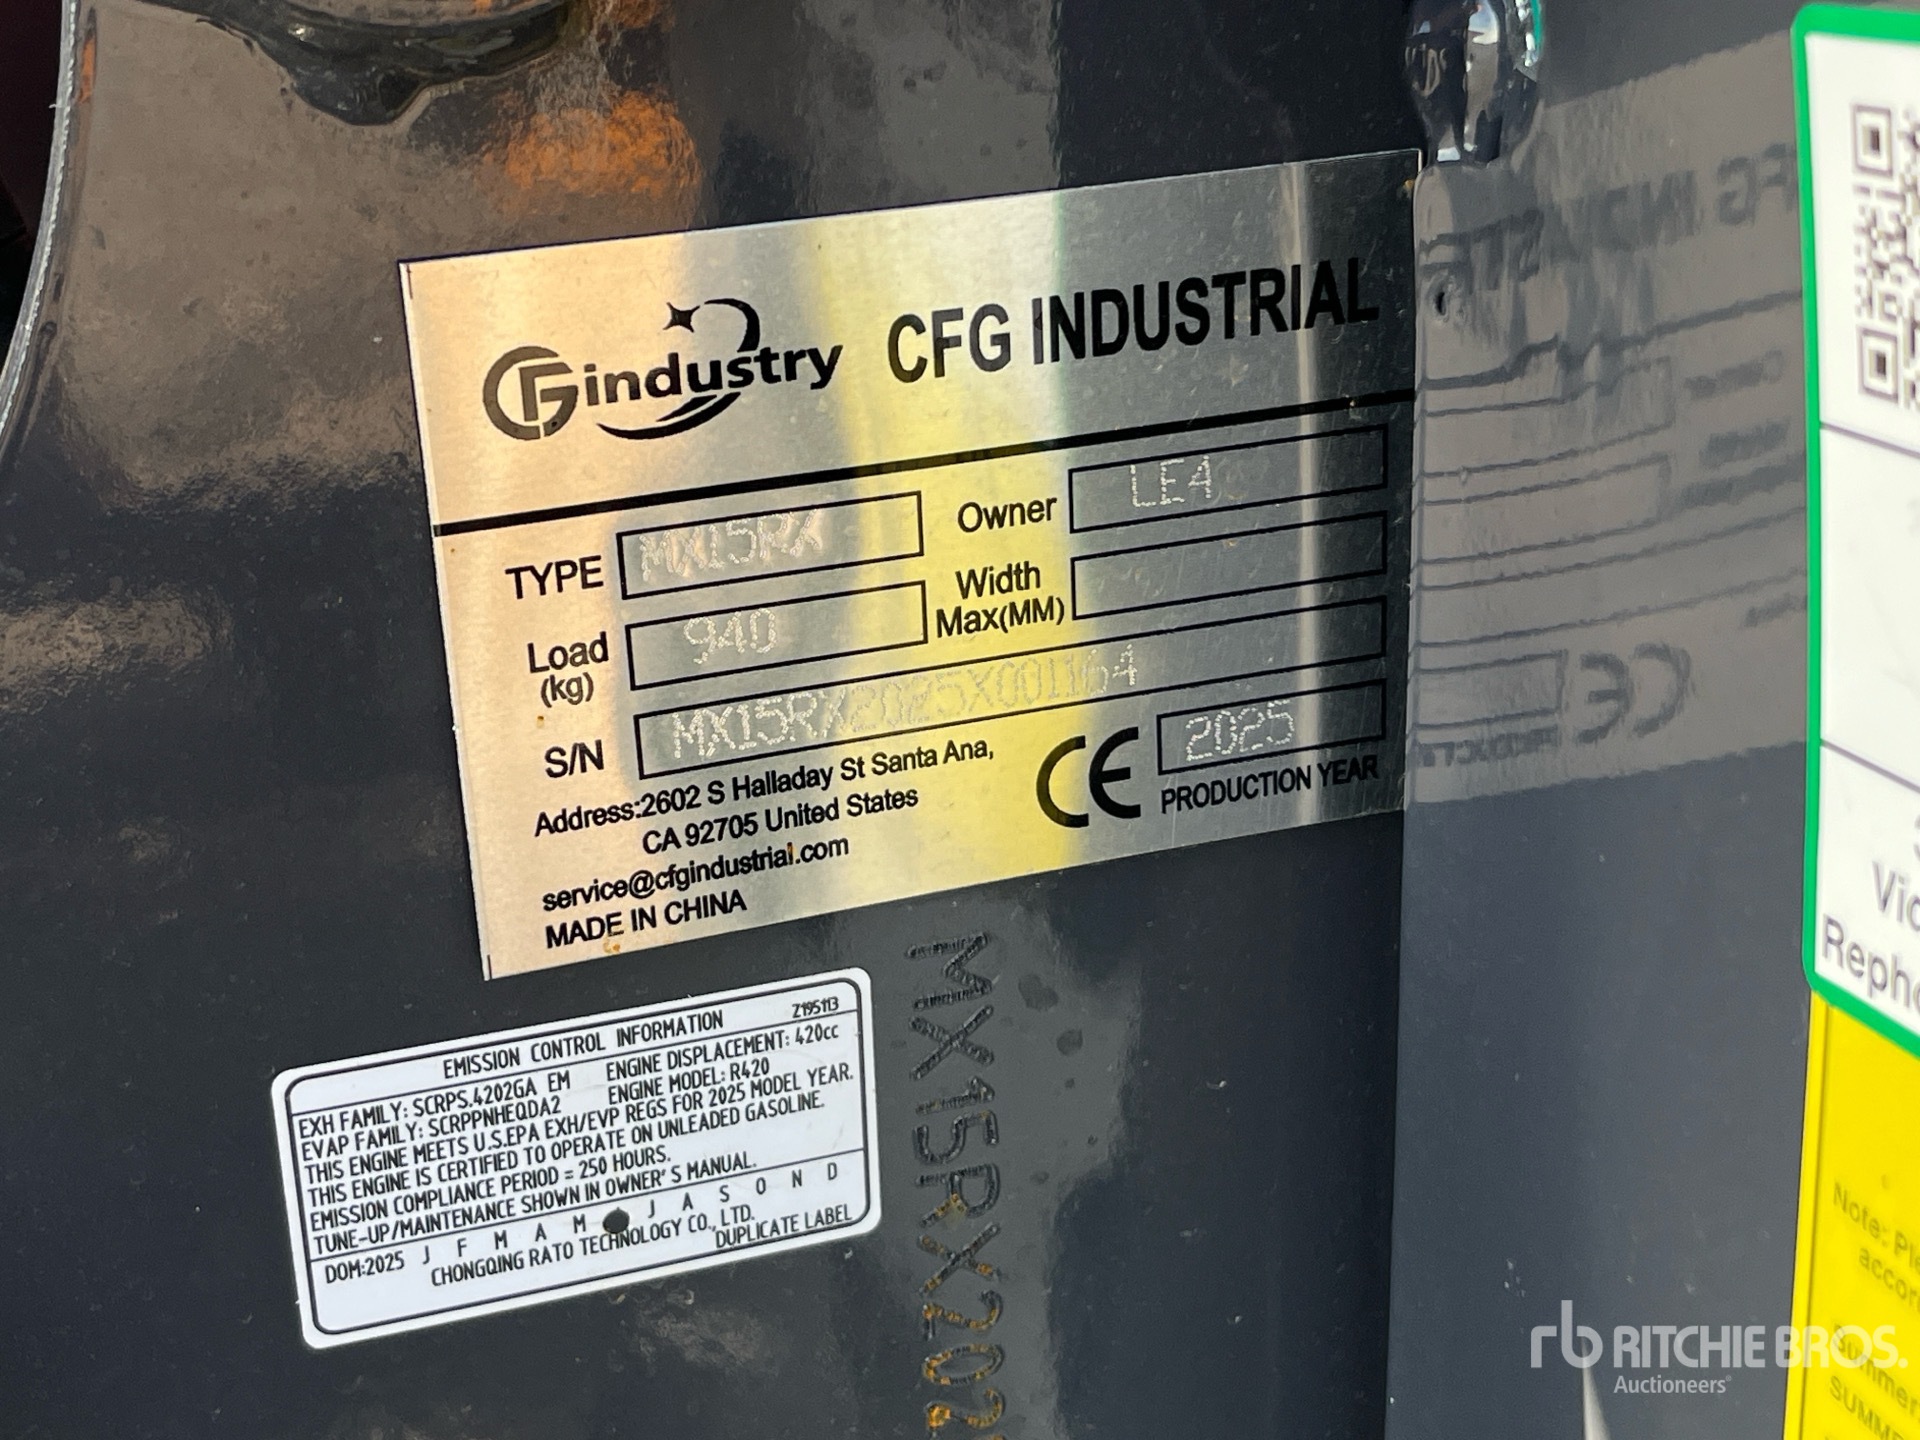 CFG industry CFG INDUSTRIAL
TYPE MX15RX Owner LE4
Load (kg) 940 Width Max(MM)
S/N MX15RX2025X001164
Address:2602 S Halladay St Santa Ana,
CA 92705 United States
service@cfgindustrial.com
MADE IN CHINA
CE 2025
PRODUCTION YEAR
EMISSION CONTROL INFORMATION Z195113
EXH FAMILY: SCRPS.4202GA EM ENGINE DISPLACEMENT: 420cc
EVAP FAMILY: SCRPPNHEQDA2 ENGINE MODEL: R420
THIS ENGINE MEETS U.S.EPA EXH/EVP REGS FOR 2025 MODEL YEAR.
THIS ENGINE IS CERTIFIED TO OPERATE ON UNLEADED GASOLINE.
EMISSION COMPLIANCE PERIOD = 250 HOURS.
TUNE-UP/MAINTENANCE SHOWN IN OWNER'S MANUAL.
DOM:2025 J F M A M J A S O N D
CHONGQING RATO TECHNOLOGY CO., LTD.
DUPLICATE LABEL
MX15RX202
Note:
rb RITCHIE BROS.
Auctioneers